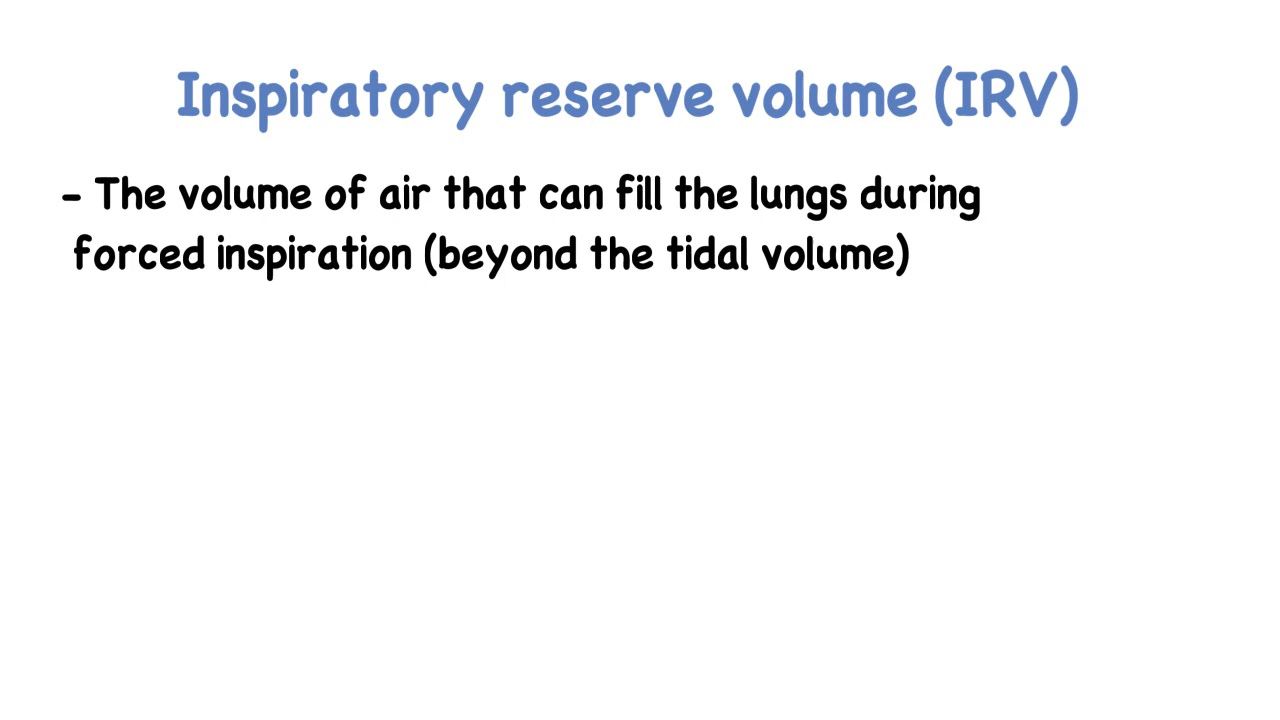 Inspiratory reserve volume (IRV)
- The volume of air that can fill the lungs during
forced inspiration (beyond the tidal volume)